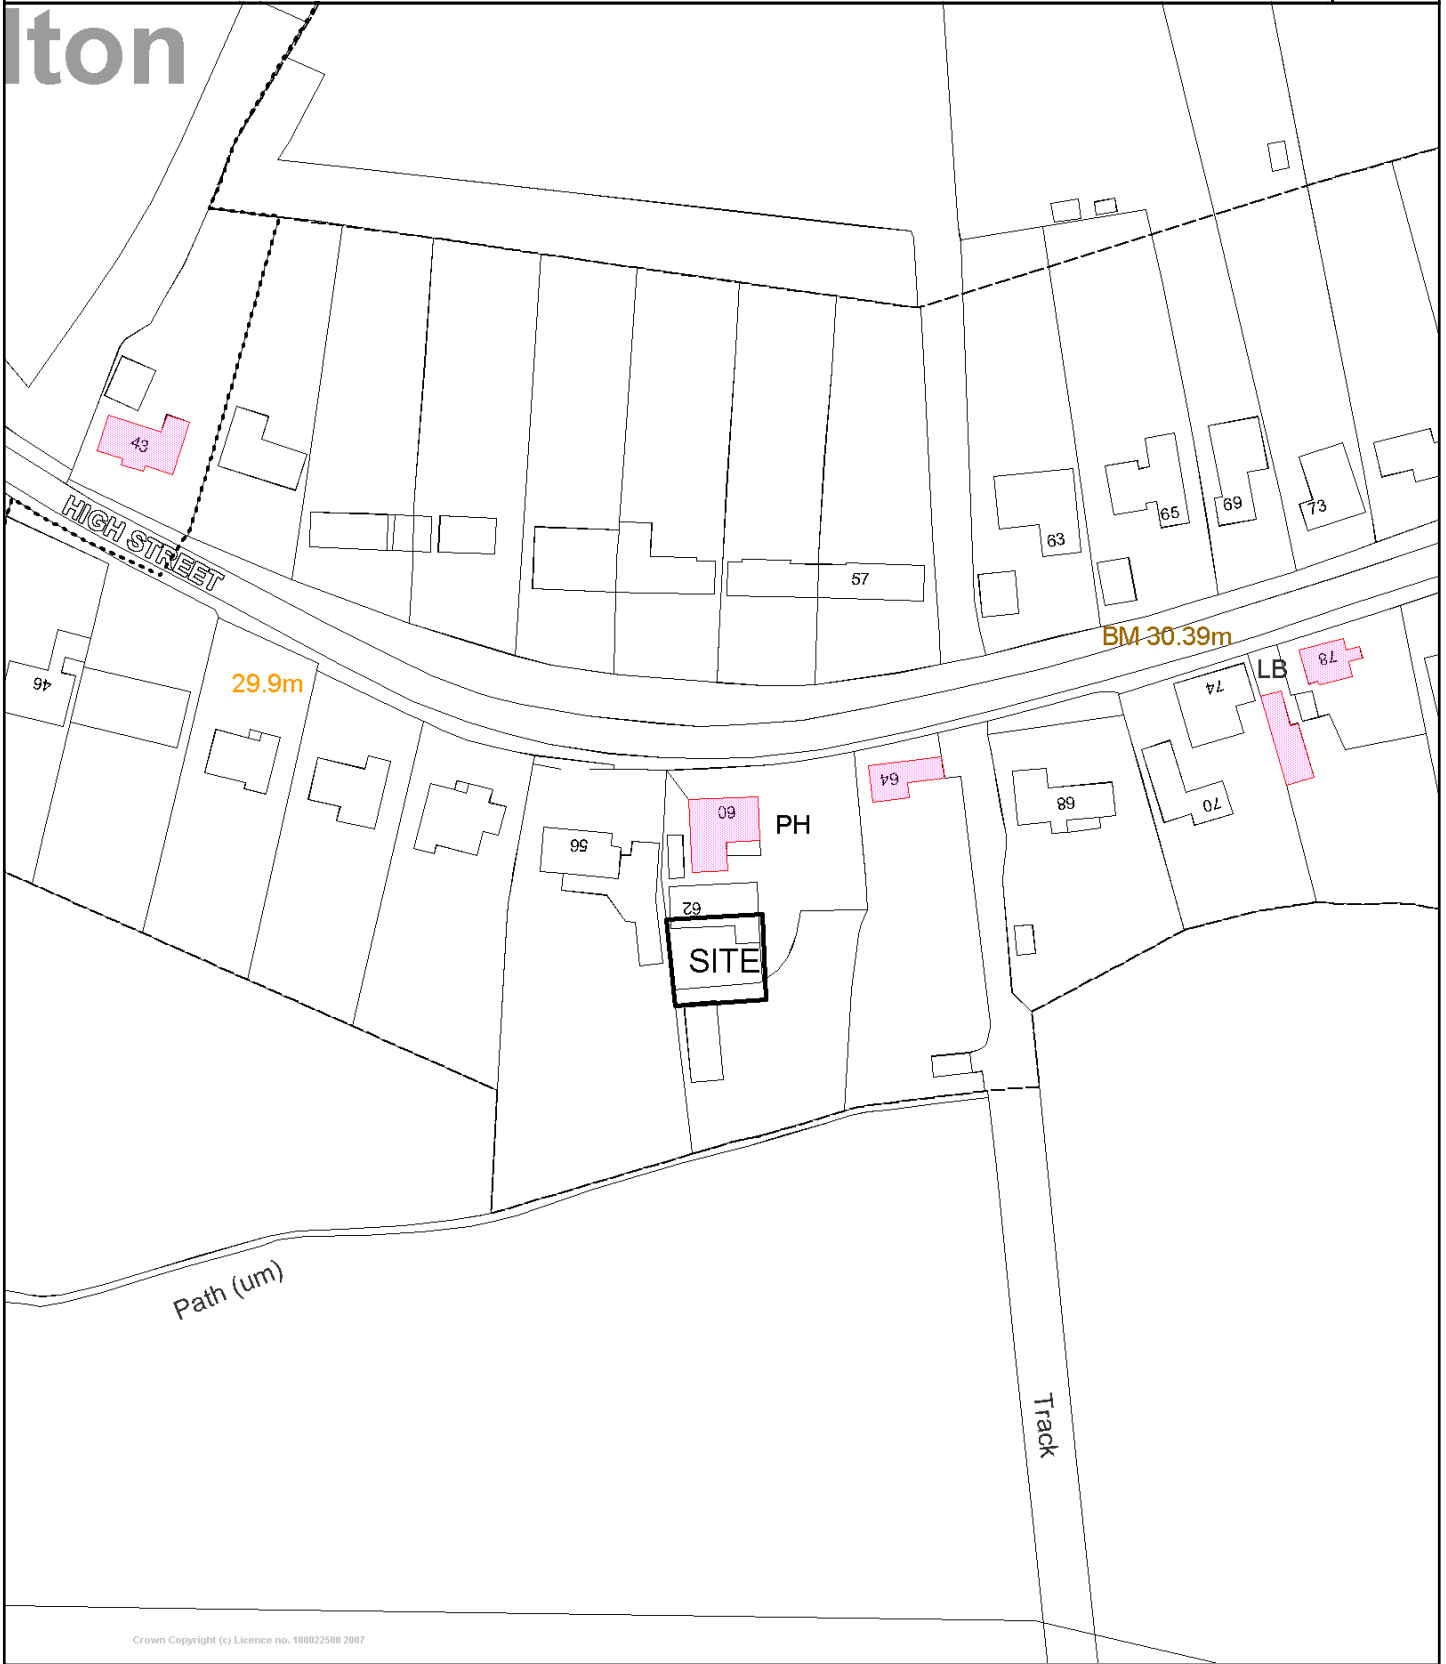 lton
43
HIGH STREET
57
63
65
69
73
BM 30.39m
46
29.9m
LB
78
74
64
60
PH
68
70
56
62
SITE
Path (um)
Track
Crown Copyright (c) Licence no. 100022500 2007